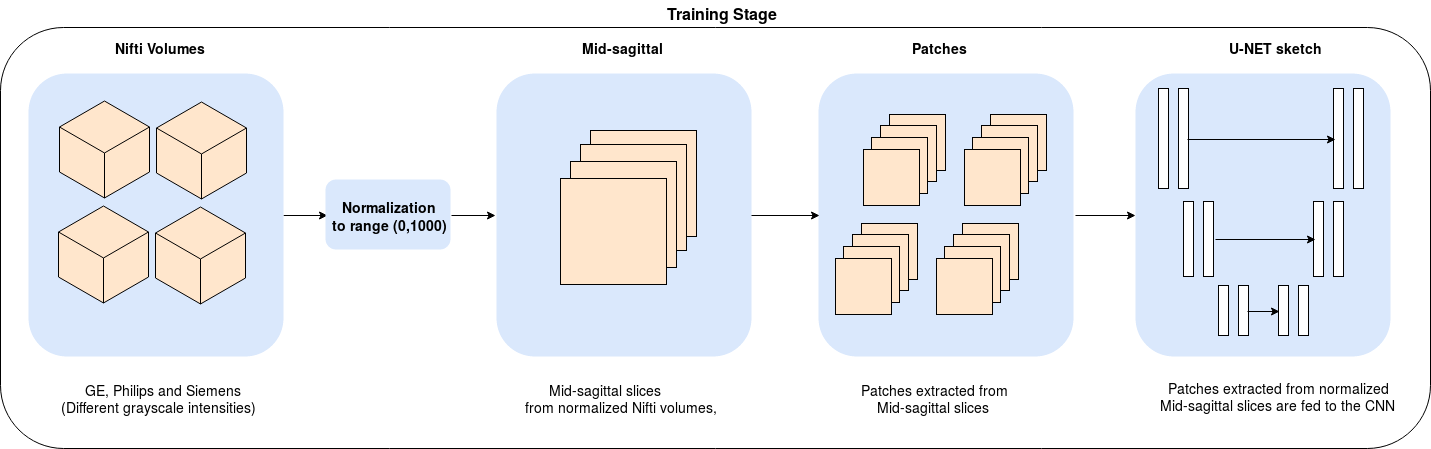 Training Stage
Nifti Volumes
Mid-sagittal
Patches
U-NET sketch
Normalization
to range (0,1000)
GE, Philips and Siemens
(Different grayscale intensities)
Mid-sagittal slices
from normalized Nifti volumes,
Patches extracted from
Mid-sagittal slices
Patches extracted from normalized
Mid-sagittal slices are fed to the CNN